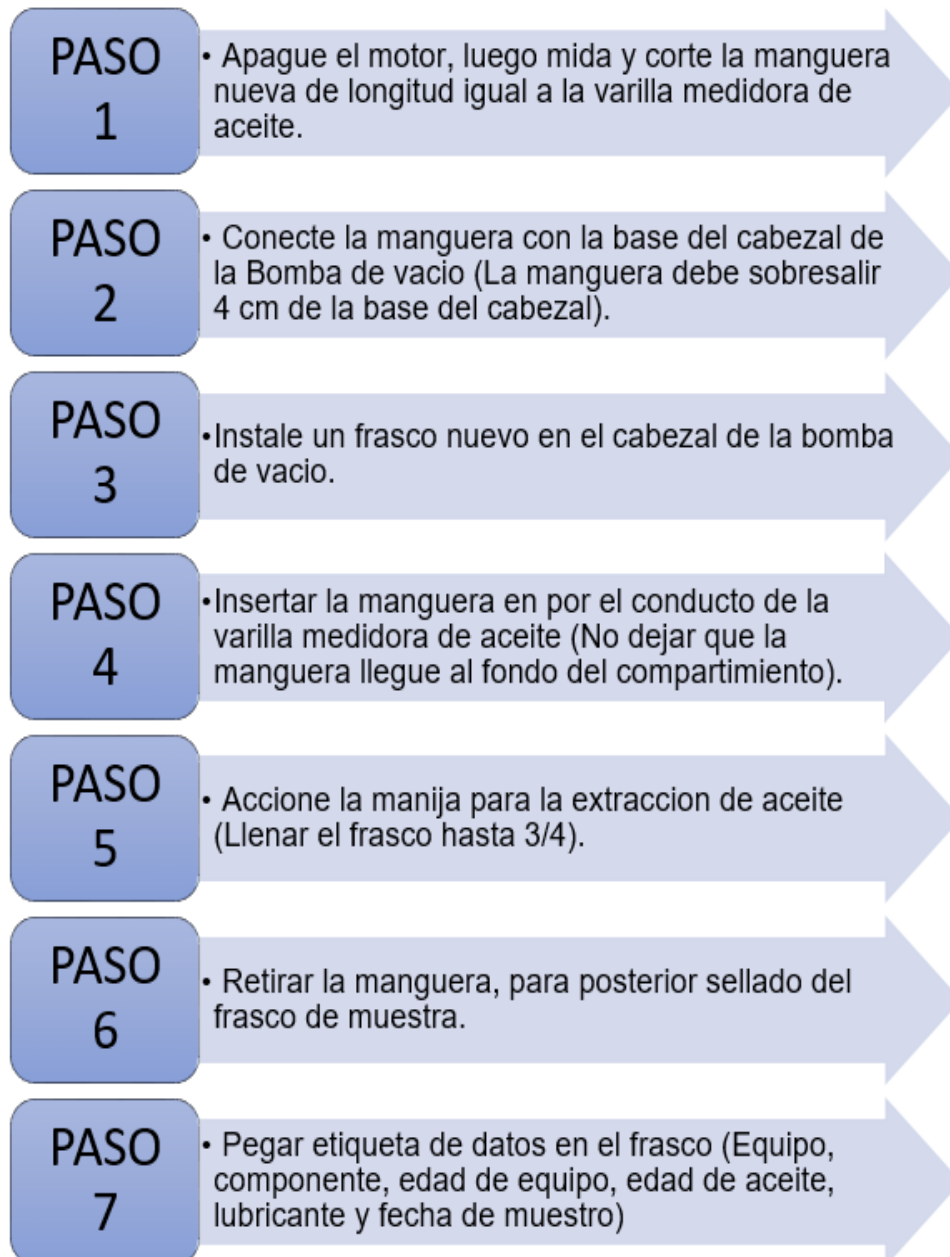 PASO
1
• Apague el motor, luego mida y corte la manguera
nueva de longitud igual a la varilla medidora de
aceite.
PASO
2
• Conecte la manguera con la base del cabezal de
la Bomba de vacio (La manguera debe sobresalir
4 cm de la base del cabezal).
PASO
3
•Instale un frasco nuevo en el cabezal de la bomba
de vacio.
PASO
4
•Insertar la manguera en por el conducto de la
varilla medidora de aceite (No dejar que la
manguera llegue al fondo del compartimiento).
PASO
5
• Accione la manija para la extraccion de aceite
(Llenar el frasco hasta 3/4).
PASO
6
• Retirar la manguera, para posterior sellado del
frasco de muestra.
PASO
7
• Pegar etiqueta de datos en el frasco (Equipo,
componente, edad de equipo, edad de aceite,
lubricante y fecha de muestro)